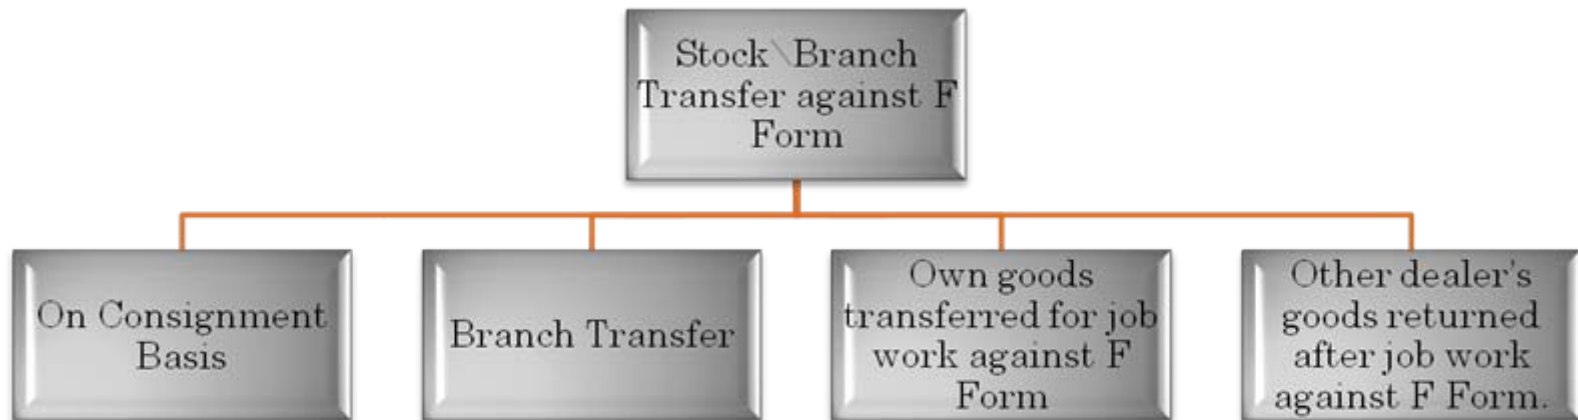 Stock\Branch
Transfer against F
Form
On Consignment
Basis
Branch Transfer
Own goods
transferred for job
work against F
Form
Other dealer's
goods returned
after job work
against F Form.